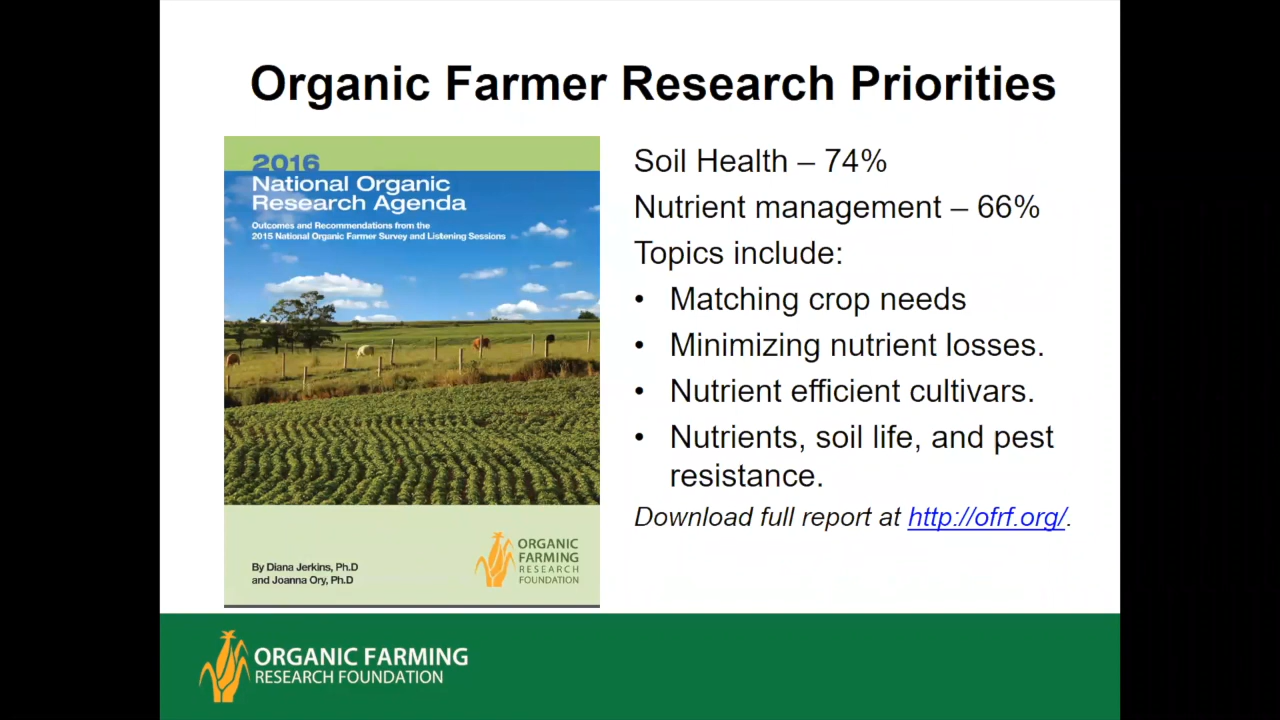 Organic Farmer Research Priorities
2016
National Organic
Research Agenda
Outcomes and Recommendations from the
2015 National Organic Farmer Survey and Listening Sessions
By Diana Jerkins, Ph.D
and Joanna Ory, Ph.D
ORGANIC
FARMING
RESEARCH
FOUNDATION
Soil Health – 74%
Nutrient management – 66%
Topics include:
• Matching crop needs
• Minimizing nutrient losses.
• Nutrient efficient cultivars.
• Nutrients, soil life, and pest
resistance.
Download full report at http://ofrf.org/.
ORGANIC FARMING
RESEARCH FOUNDATION